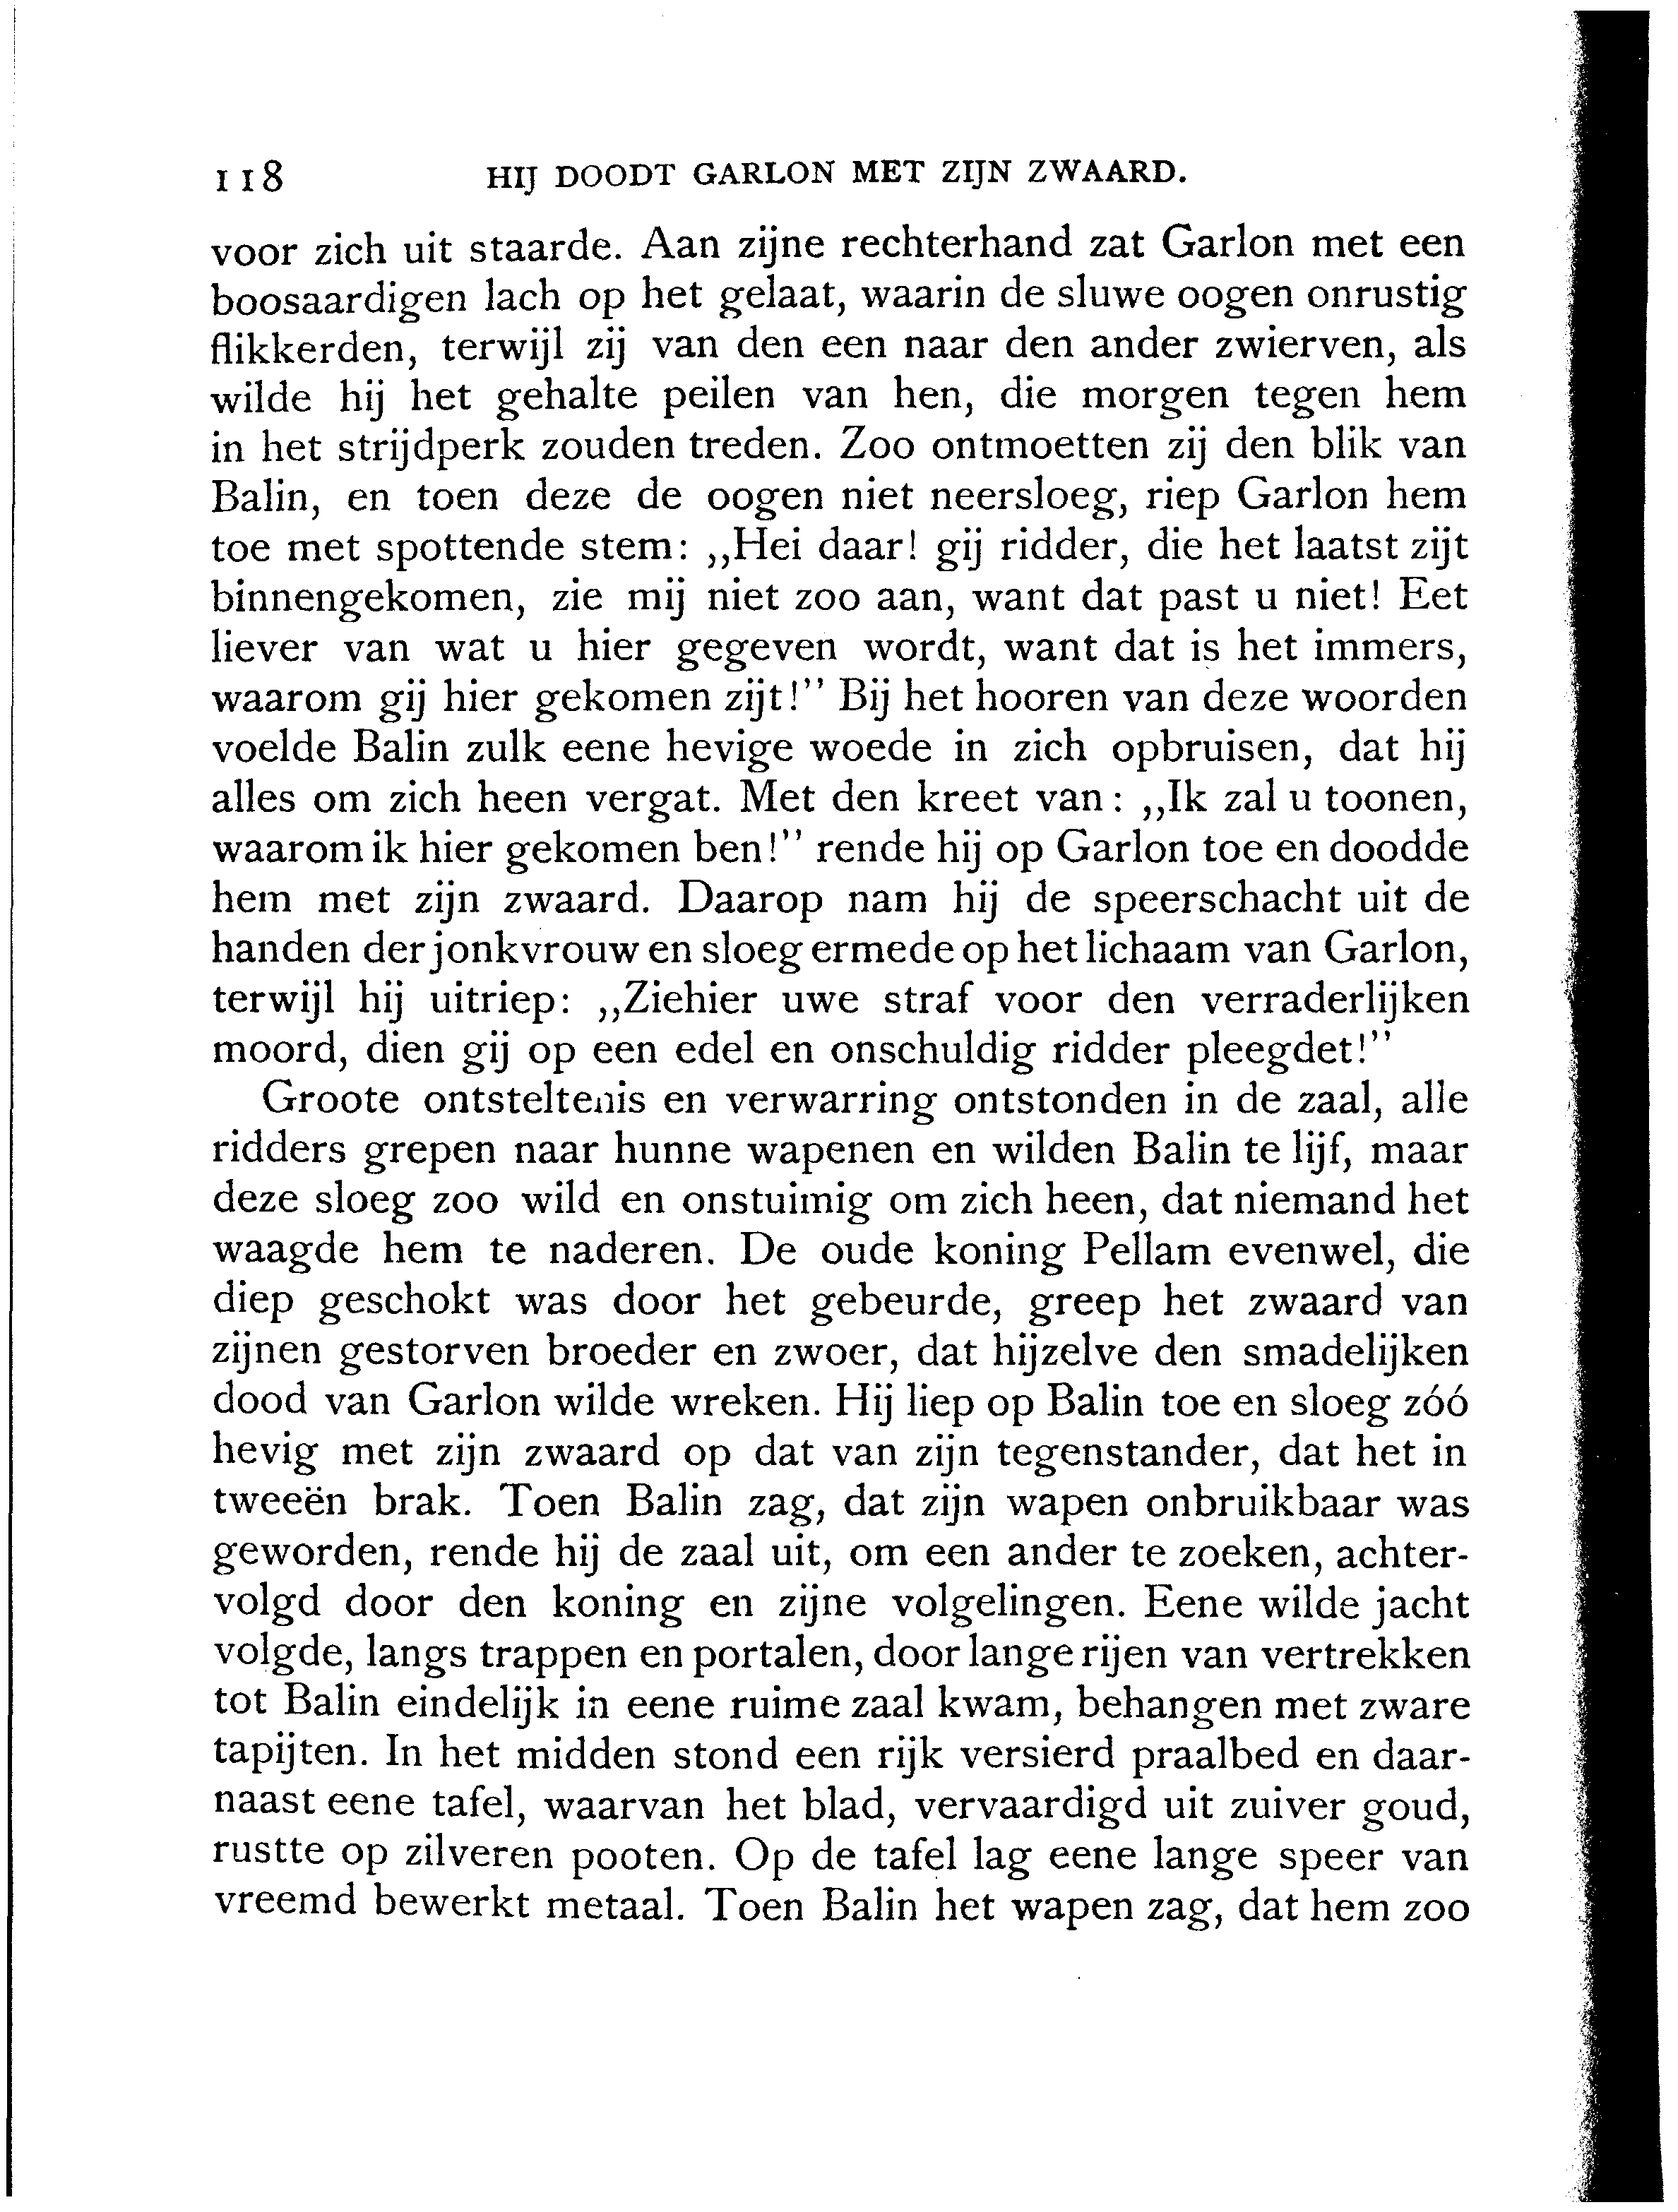 118 HIJ DOODT GARLON MET ZIJN ZWAARD.
voor zich uit staarde. Aan zijne rechterhand zat Garlon met een
boosaardigen lach op het gelaat, waarin de sluwe oogen onrustig
flikkerden, terwijl zij van den een naar den ander zwierven, als
wilde hij het gehalte peilen van hen, die morgen tegen hem
in het strijdperk zouden treden. Zoo ontmoetten zij den blik van
Balin, en toen deze de oogen niet neersloeg, riep Garlon hem
toe met spottende stem: ,,Hei daar! gij ridder, die het laatst zijt
binnengekomen, zie mij niet zoo aan, want dat past u niet! Eet
liever van wat u hier gegeven wordt, want dat is het immers,
waarom gij hier gekomen zijt!" Bij het hooren van deze woorden
voelde Balin zulk eene hevige woede in zich opbruisen, dat hij
alles om zich heen vergat. Met den kreet van: ,,Ik zal u toonen,
waarom ik hier gekomen ben!" rende hij op Garlon toe en doodde
hem met zijn zwaard. Daarop nam hij de speerschacht uit de
handen der jonkvrouw en sloeg ermede op het lichaam van Garlon,
terwijl hij uitriep: ,,Ziehier uwe straf voor den verraderlijken
moord, dien gij op een edel en onschuldig ridder pleegdet!"
Groote ontsteltenis en verwarring ontstonden in de zaal, alle
ridders grepen naar hunne wapenen en wilden Balin te lijf, maar
deze sloeg zoo wild en onstuimig om zich heen, dat niemand het
waagde hem te naderen. De oude koning Pellam evenwel, die
diep geschokt was door het gebeurde, greep het zwaard van
zijnen gestorven broeder en zwoer, dat hijzelve den smadelijken
dood van Garlon wilde wreken. Hij liep op Balin toe en sloeg zóó
hevig met zijn zwaard op dat van zijn tegenstander, dat het in
tweeën brak. Toen Balin zag, dat zijn wapen onbruikbaar was
geworden, rende hij de zaal uit, om een ander te zoeken, achter-
volgd door den koning en zijne volgelingen. Eene wilde jacht
volgde, langs trappen en portalen, door lange rijen van vertrekken
tot Balin eindelijk in eene ruime zaal kwam, behangen met zware
tapijten. In het midden stond een rijk versierd praalbed en daar-
naast eene tafel, waarvan het blad, vervaardigd uit zuiver goud,
rustte op zilveren pooten. Op de tafel lag eene lange speer van
vreemd bewerkt metaal. Toen Balin het wapen zag, dat hem zoo